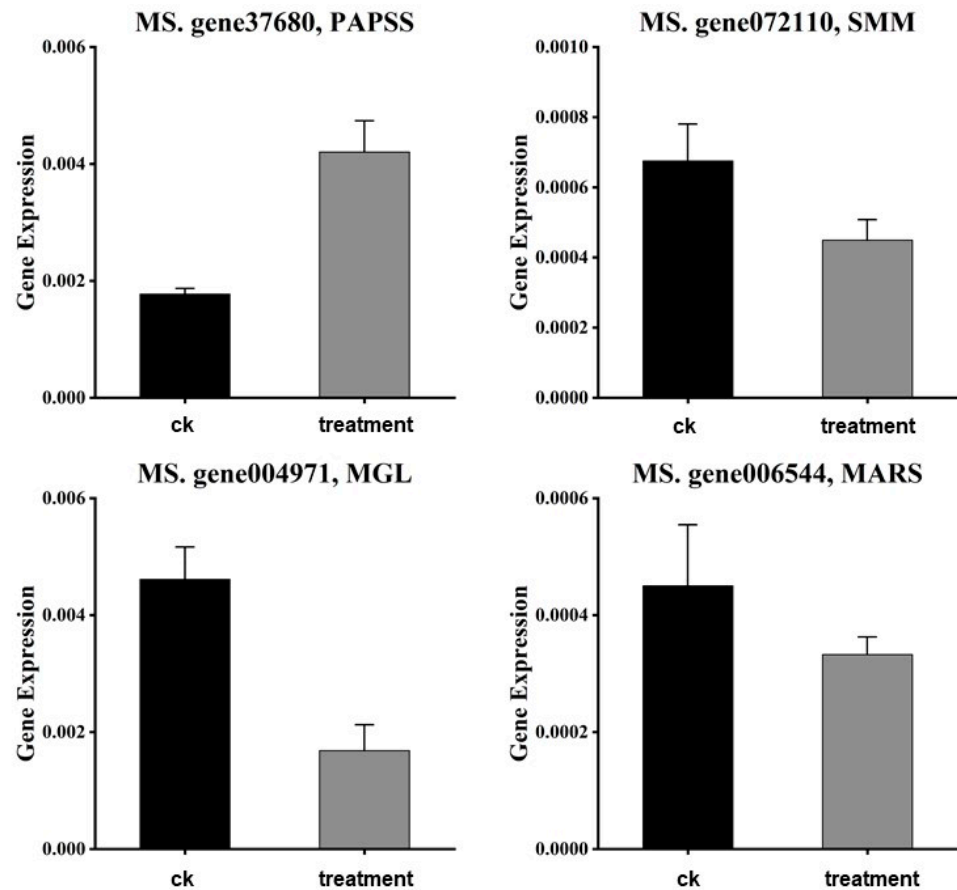 MS. gene37680, PAPSS
Gene Expression
0.006
0.004
0.002
0.000
ck
treatment
MS. gene072110, SMM
Gene Expression
0.0010
0.0008
0.0006
0.0004
0.0002
0.0000
ck
treatment
MS. gene004971, MGL
Gene Expression
0.006
0.004
0.002
0.000
ck
treatment
MS. gene006544, MARS
Gene Expression
0.0006
0.0004
0.0002
0.0000
ck
treatment